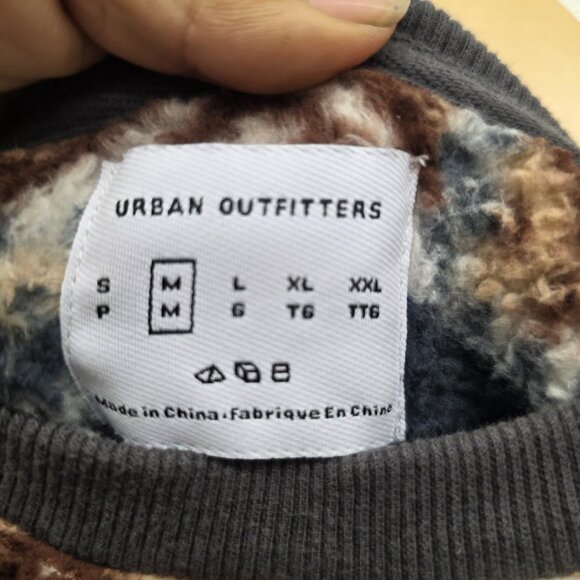 URBAN OUTFITTERS
S M L XL XXL
P M G TG TTG
Made in China·Fabrique En Chine